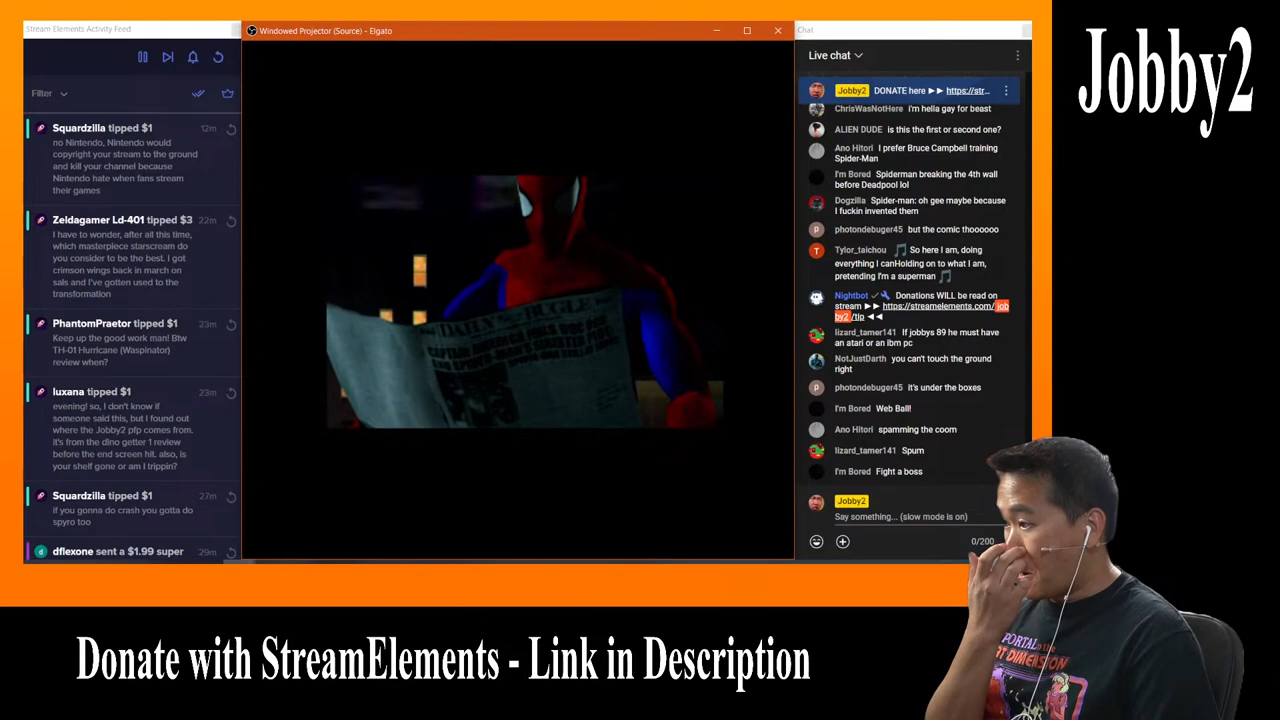 Stream Elements Activity Feed
Filter
Squardzilla tipped $1
12m
no Nintendo, Nintendo would
copyright your stream to the ground
and kill your channel because
Nintendo hate when fans stream
their games
Zeldagamer Ld-401 tipped $3
22m
I have to wonder, after all this time,
which masterpiece starscream do
you consider to be the best. I got
crimson wings back in march on
sals and I've gotten used to the
transformation
PhantomPraetor tipped $1
23m
Keep up the good work man! Btw
TH-01 Hurricane (Waspinator)
review when?
luxana tipped $1
23m
evening! so, I don't know if
someone said this, but I found out
where the Jobby2 pfp comes from.
it's from the dino getter 1 review
before the end screen hit. also, is
your shelf gone or am I trippin?
Squardzilla tipped $1
27m
if you gonna do crash you gotta do
spyro too
d
dflexone sent a $1.99 super
29m
Windowed Projector (Source) - Elgato
DAILY BUGLE
Chat
Live chat
Jobby2 DONATE here ►► https://str...
ChrisWasNotHere i'm hella gay for beast
ALIEN DUDE is this the first or second one?
Ano Hitori I prefer Bruce Campbell training
Spider-Man
I'm Bored Spiderman breaking the 4th wall
before Deadpool lol
Dogzilla Spider-man: oh gee maybe because
I fuckin invented them
P photondebuger45 but the comic thoooooo
T Tylor_taichou 🎵 So here I am, doing
everything I canHolding on to what I am,
pretending I'm a superman 🎵
Nightbot Donations WILL be read on
stream ►► https://streamelements.com/job
by2/tip ◄◄
lizard_tamer141 If jobbys 89 he must have
an atari or an ibm pc
NotJustDarth you can't touch the ground
right
P photondebuger45 it's under the boxes
I'm Bored Web Ball!
Ano Hitori spamming the coom
lizard_tamer141 Spum
I'm Bored Fight a boss
Jobby2
Say something... (slow mode is on)
0/200
Jobby2
PORTAL
DIMENSION
Donate with StreamElements - Link in Description